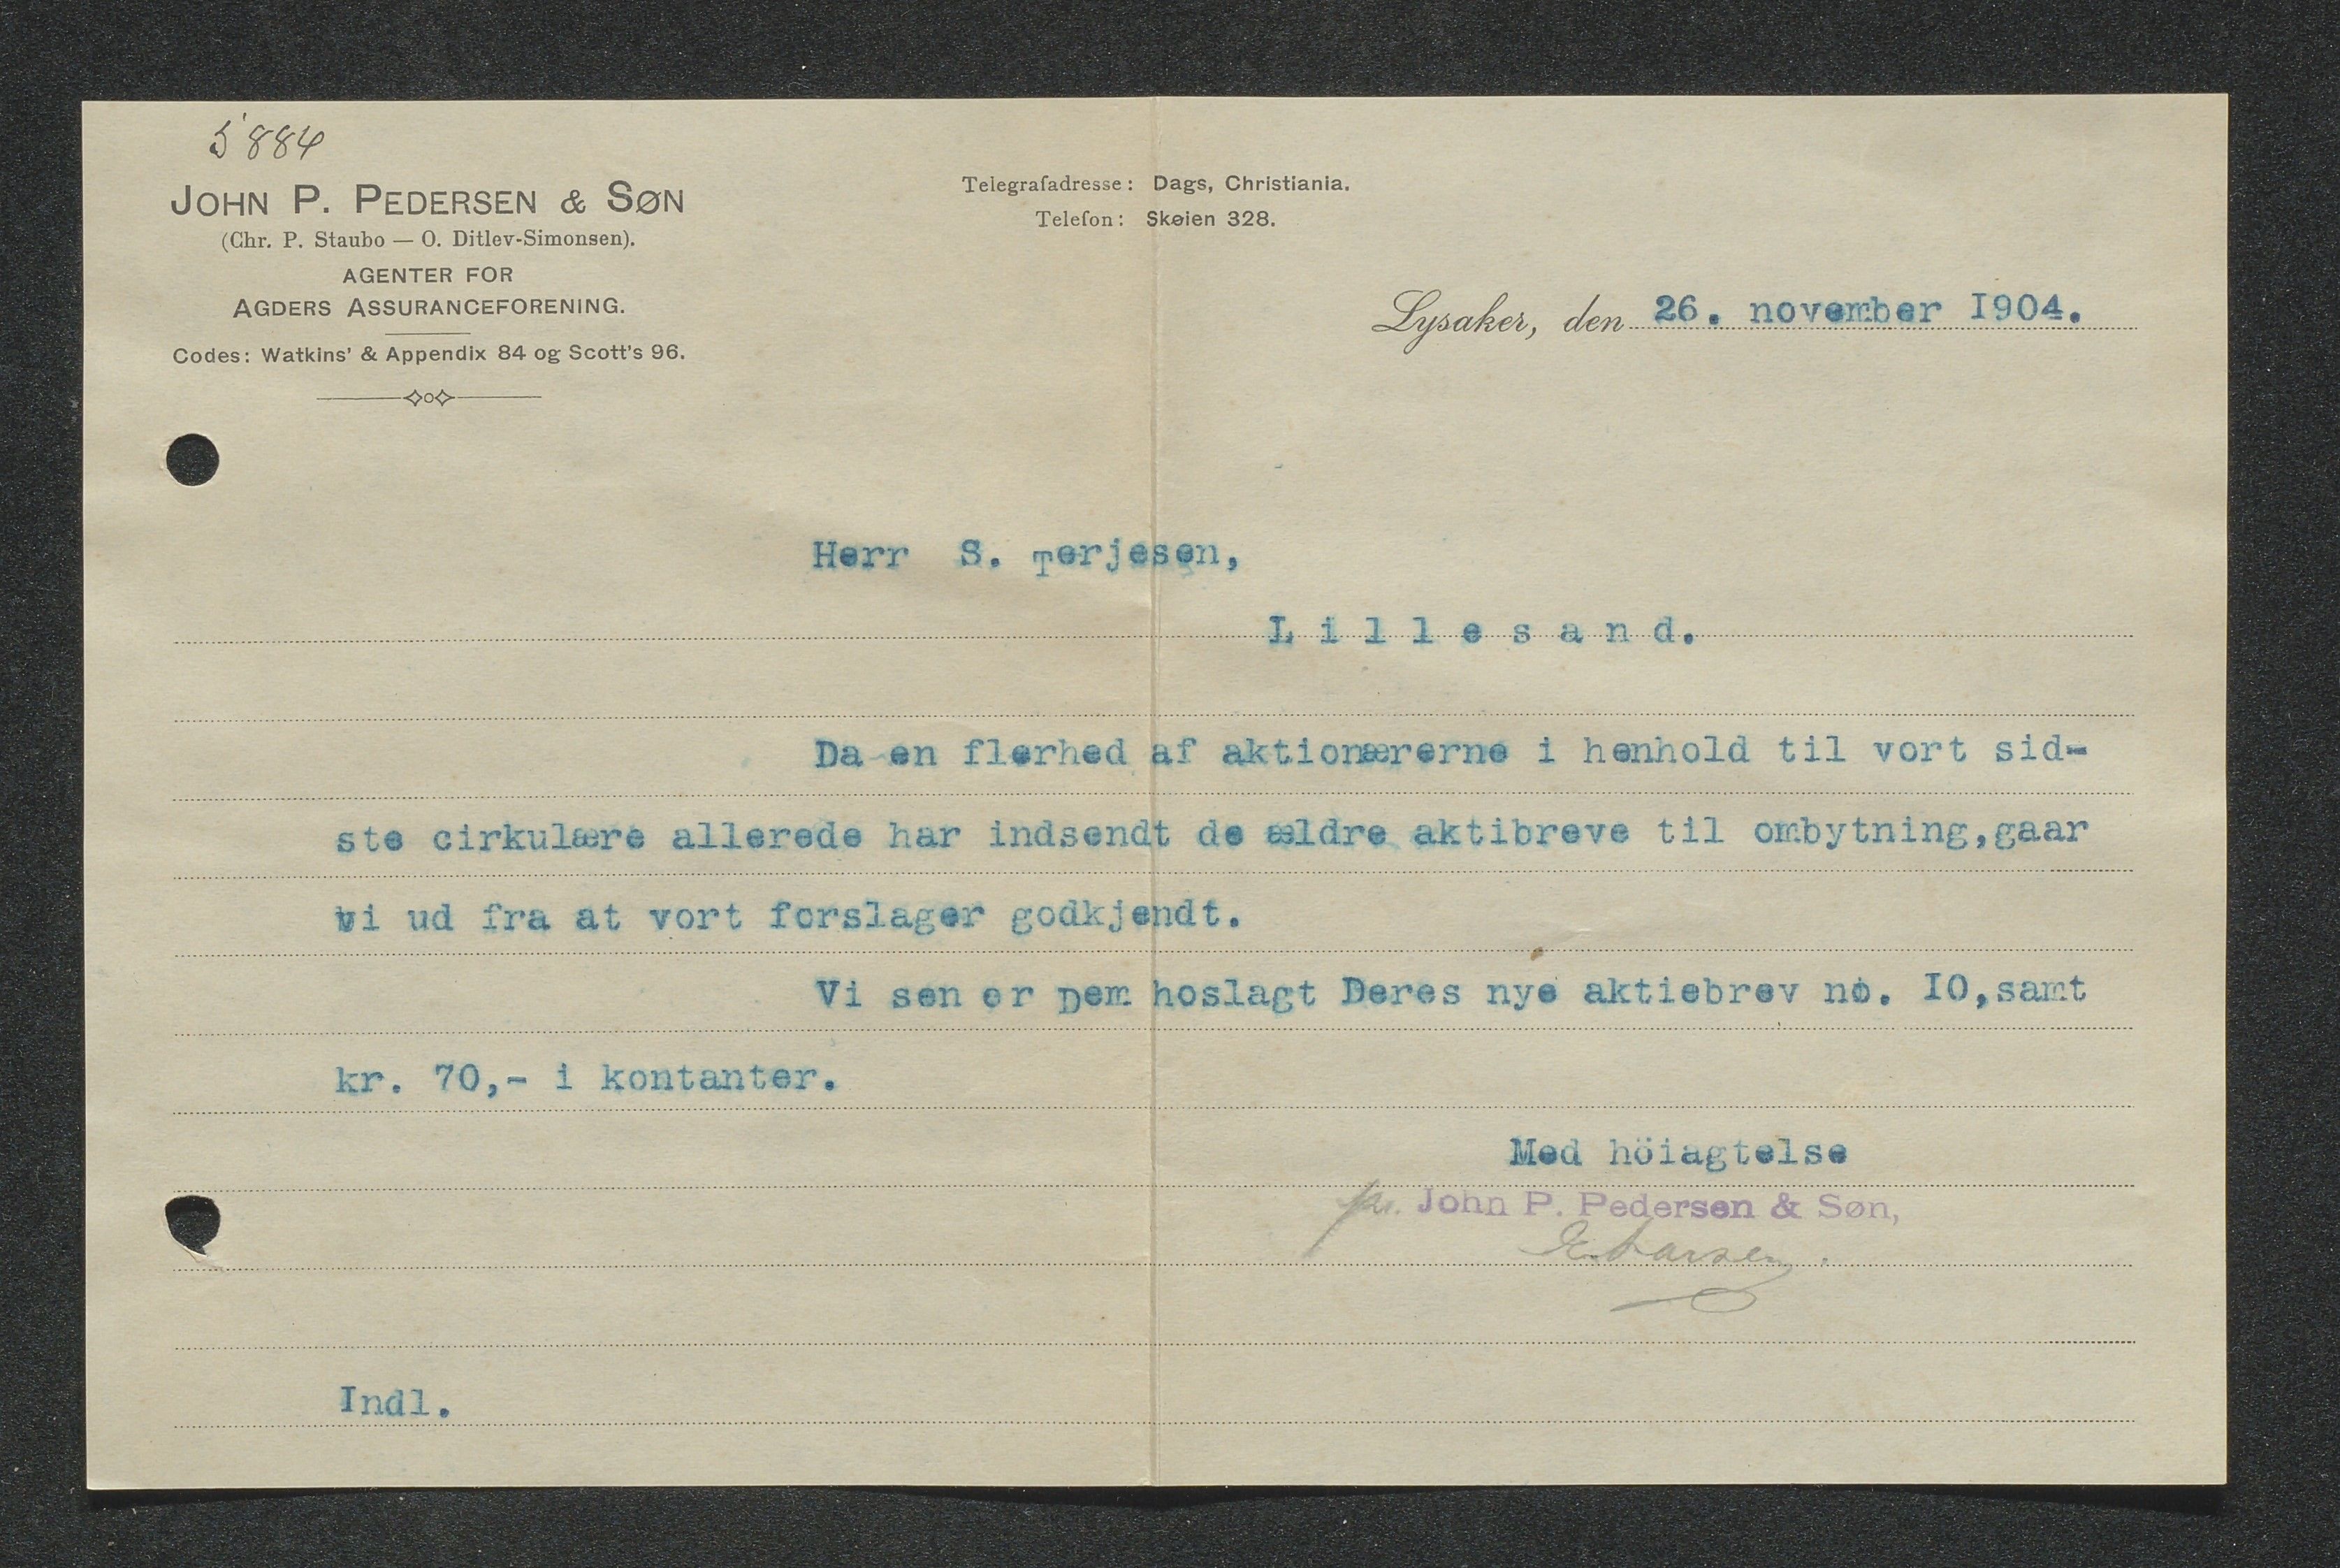 5884
JOHN P. PEDERSEN & SØN
(Chr. P. Staubo — O. Ditlev-Simonsen).
AGENTER FOR
AGDERS ASSURANCEFORENING.
Codes: Watkins' & Appendix 84 og Scott's 96.
Telegrafadresse: Dags, Christiania.
Telefon: Skøien 328.
Lysaker, den 26. november I904.
Herr S. Terjesen,
L i l l e s a n d.
Da en flerhed af aktionærerne i henhold til vort sid-
ste cirkulære allerede har indsendt de ældre aktibreve til ombytning,gaar
vi ud fra at vort forslager godkjendt.
Vi sen er Dem hoslagt Deres nye aktiebrev no. IO,samt
kr. 70,- i kontanter.
Med höiagtelse
pr. John P. Pedersen & Søn,
E. Larsen.
Indl.